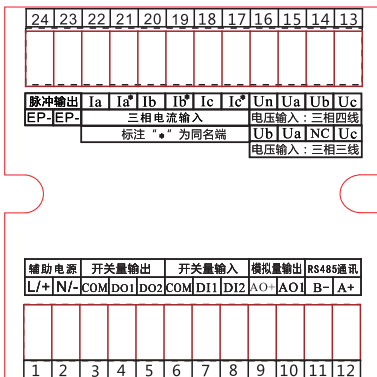 24 23 22 21 20 19 18 17 16 15 14 13
脉冲输出 Ia Ia* Ib Ib* Ic Ic* Un Ua Ub Uc
EP- EP- 三相电流输入 电压输入：三相四线
标注“*”为同名端 Ub Ua NC Uc
电压输入：三相三线
辅助电源 开关量输出 开关量输入 模拟量输出 RS485通讯
L/+ N/- COM DO1 DO2 COM DI1 DI2 AO+ AO1 B- A+
1 2 3 4 5 6 7 8 9 10 11 12